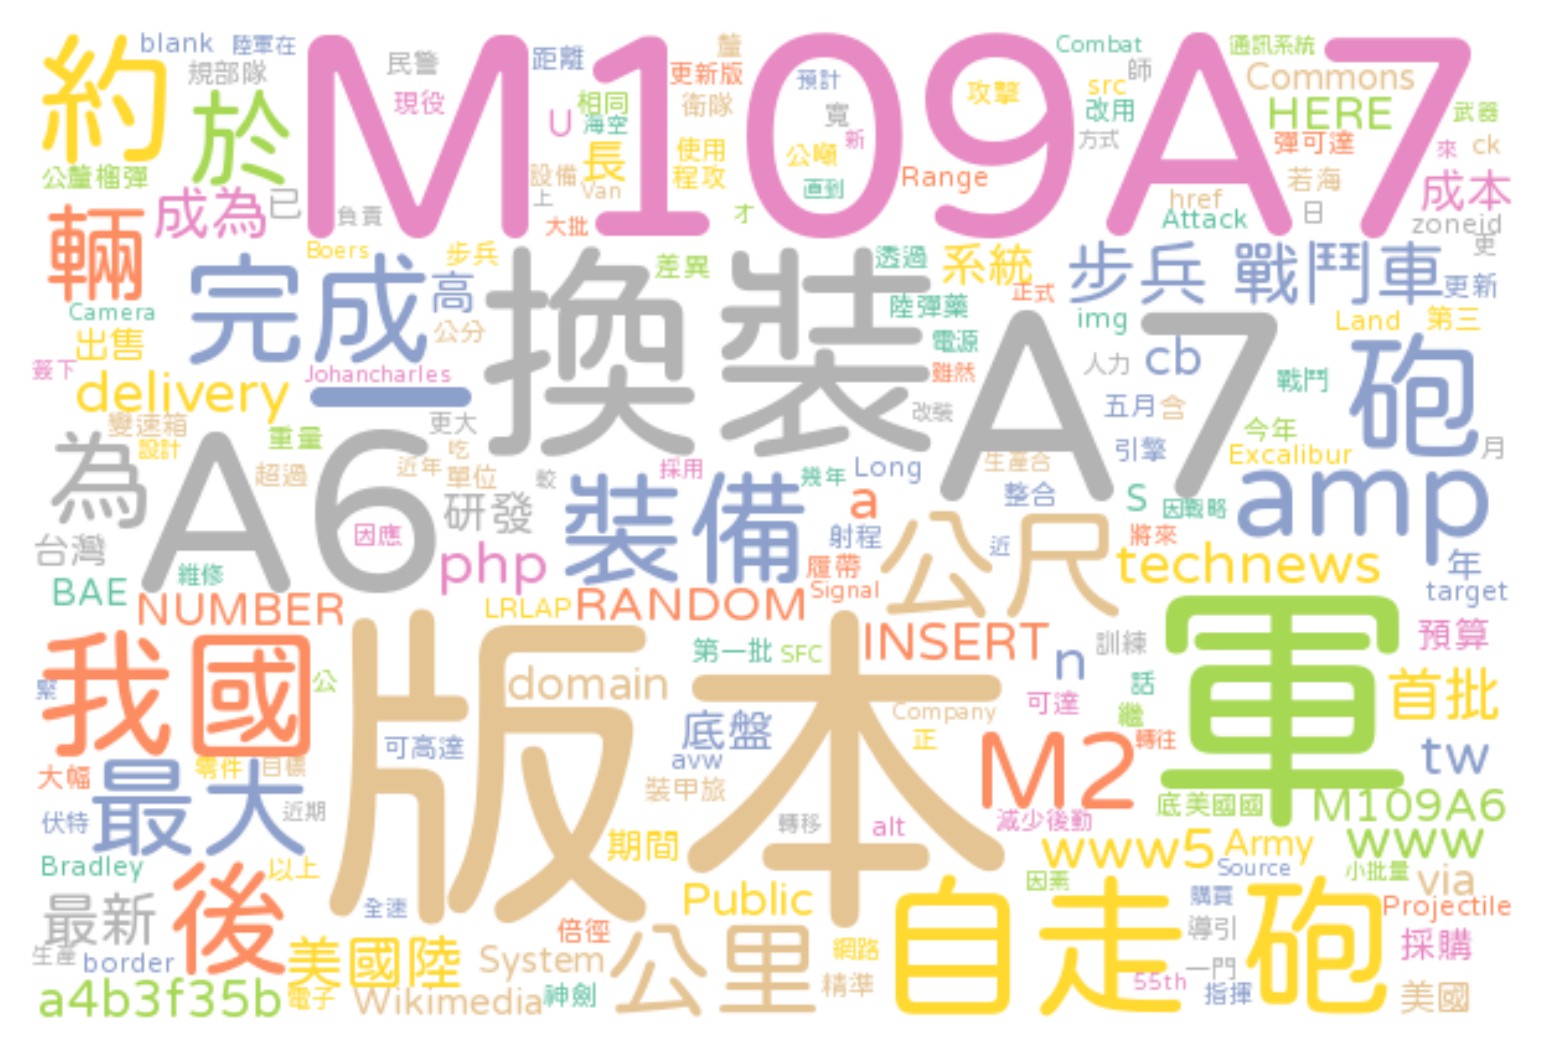 約
blank
陸軍在
規部隊
民警
距離
釐
更新版
預計
Combat
通訊系統
M109A7
於
現役
U
相同
海空
衛隊
寬
新
攻擊
src
師
改用
Commons
HERE
武器
公釐榴彈
設備
上
Van
長
使用
程攻
公噸
直到
Range
方式
彈可達
來
ck
輛
成為
已
負責
大批
才
href
Attack
若海
日
成本
zoneid
更
Boers
步兵
差異
透過
系統
正式
步兵
戰鬥車
更新
完成
高
公分
換裝
陸彈藥
電源
雖然
img
Land
第三
Camera
出售
簽下
Johancharles
delivery
一
更大
改裝
A7
人力
cb
戰鬥
砲
變速箱
設計
重量
吃
五月
含
今年
引擎
Excalibur
月
為
A6
超過
近年
單位
較
採用
幾年
Long
生產合
整合
S
因戰略
amp
台灣
因應
研發
裝備
a
射程
公尺
近
將來
BAE
維修
php
履帶
Signal
technews
年
target
NUMBER
LRLAP
RANDOM
INSERT
軍
預算
我國
公
緊
版本
domain
第一批
SFC
n
訓練
話
繼
可達
首批
底盤
avw
Company
正
可高達
零件
目標
大幅
最大
近期
伏特
裝甲旅
轉移
alt
M2
轉往
減少後勤
底美國國
tw
M109A6
Bradley
以上
期間
www5
Army
www
Source
小批量
因素
via
最新
後
全速
Public
自走砲
購買
導引
Projectile
生產
border
美國陸
倍徑
System
公里
網路
精準
一門
55th
指揮
採購
a4b3f35b
電子
Wikimedia
神劍
美國